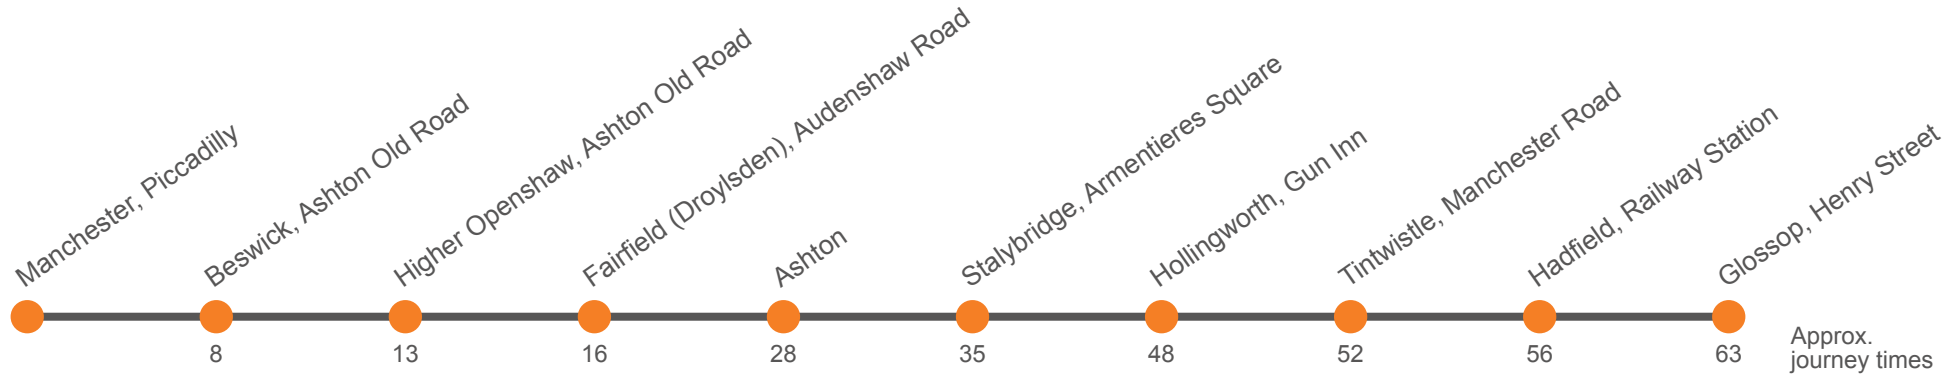 Manchester, Piccadilly
Beswick, Ashton Old Road
Higher Openshaw, Ashton Old Road
Fairfield (Droylsden), Audenshaw Road
Ashton
Stalybridge, Armentieres Square
Hollingworth, Gun Inn
Tintwistle, Manchester Road
Hadfield, Railway Station
Glossop, Henry Street
8 13 16 28 35 48 52 56 63
Approx.
journey times